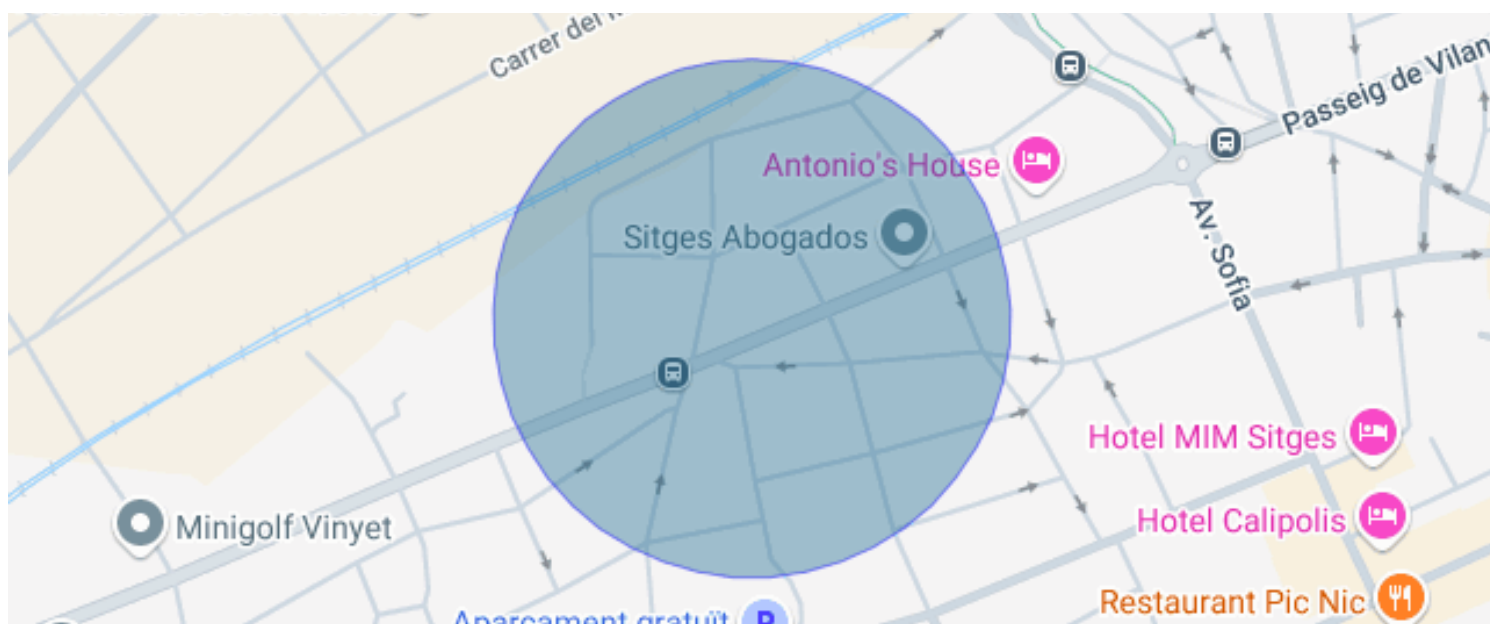 Carrer del
Passeig de Vilan
Antonio's House
Sitges Abogados
Av. Sofia
Hotel MIM Sitges
Minigolf Vinyet
Hotel Calipolis
Restaurant Pic Nic
Aparcament gratuït P